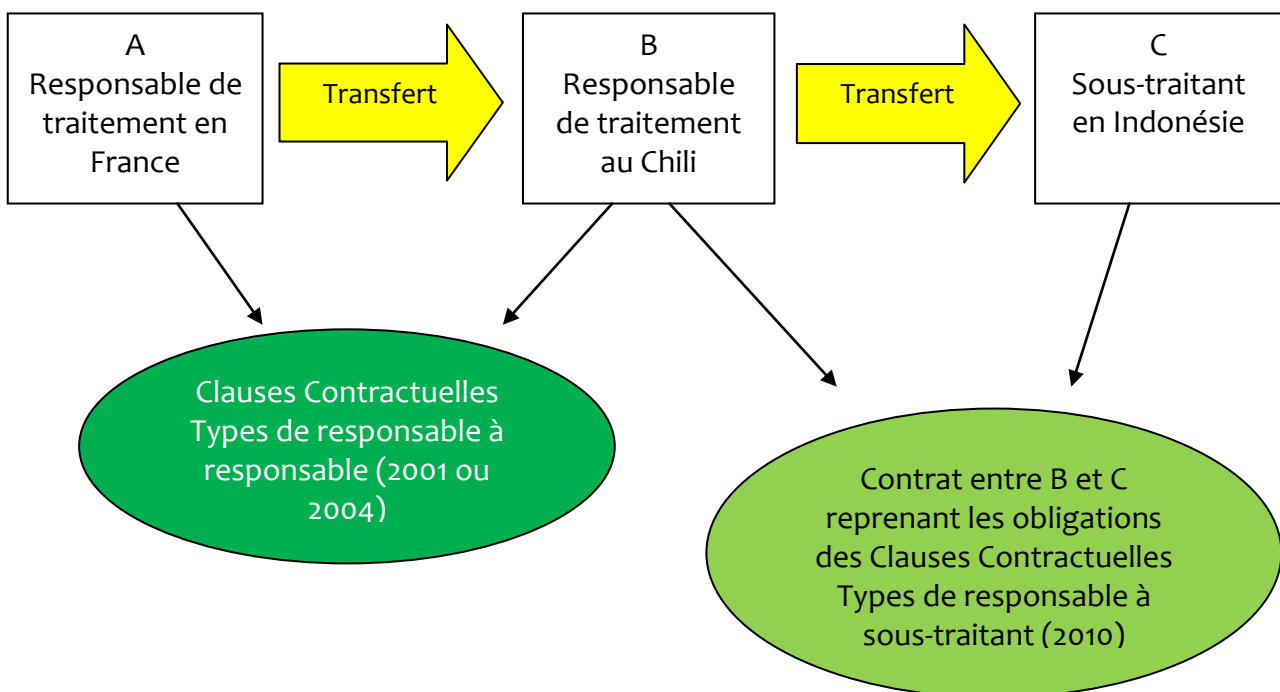 A
Responsable de
traitement en
France
Transfert
B
Responsable
de traitement
au Chili
Transfert
C
Sous-traitant
en Indonésie
Clauses Contractuelles
Types de responsable à
responsable (2001 ou
2004)
Contrat entre B et C
reprenant les obligations
des Clauses Contractuelles
Types de responsable à
sous-traitant (2010)